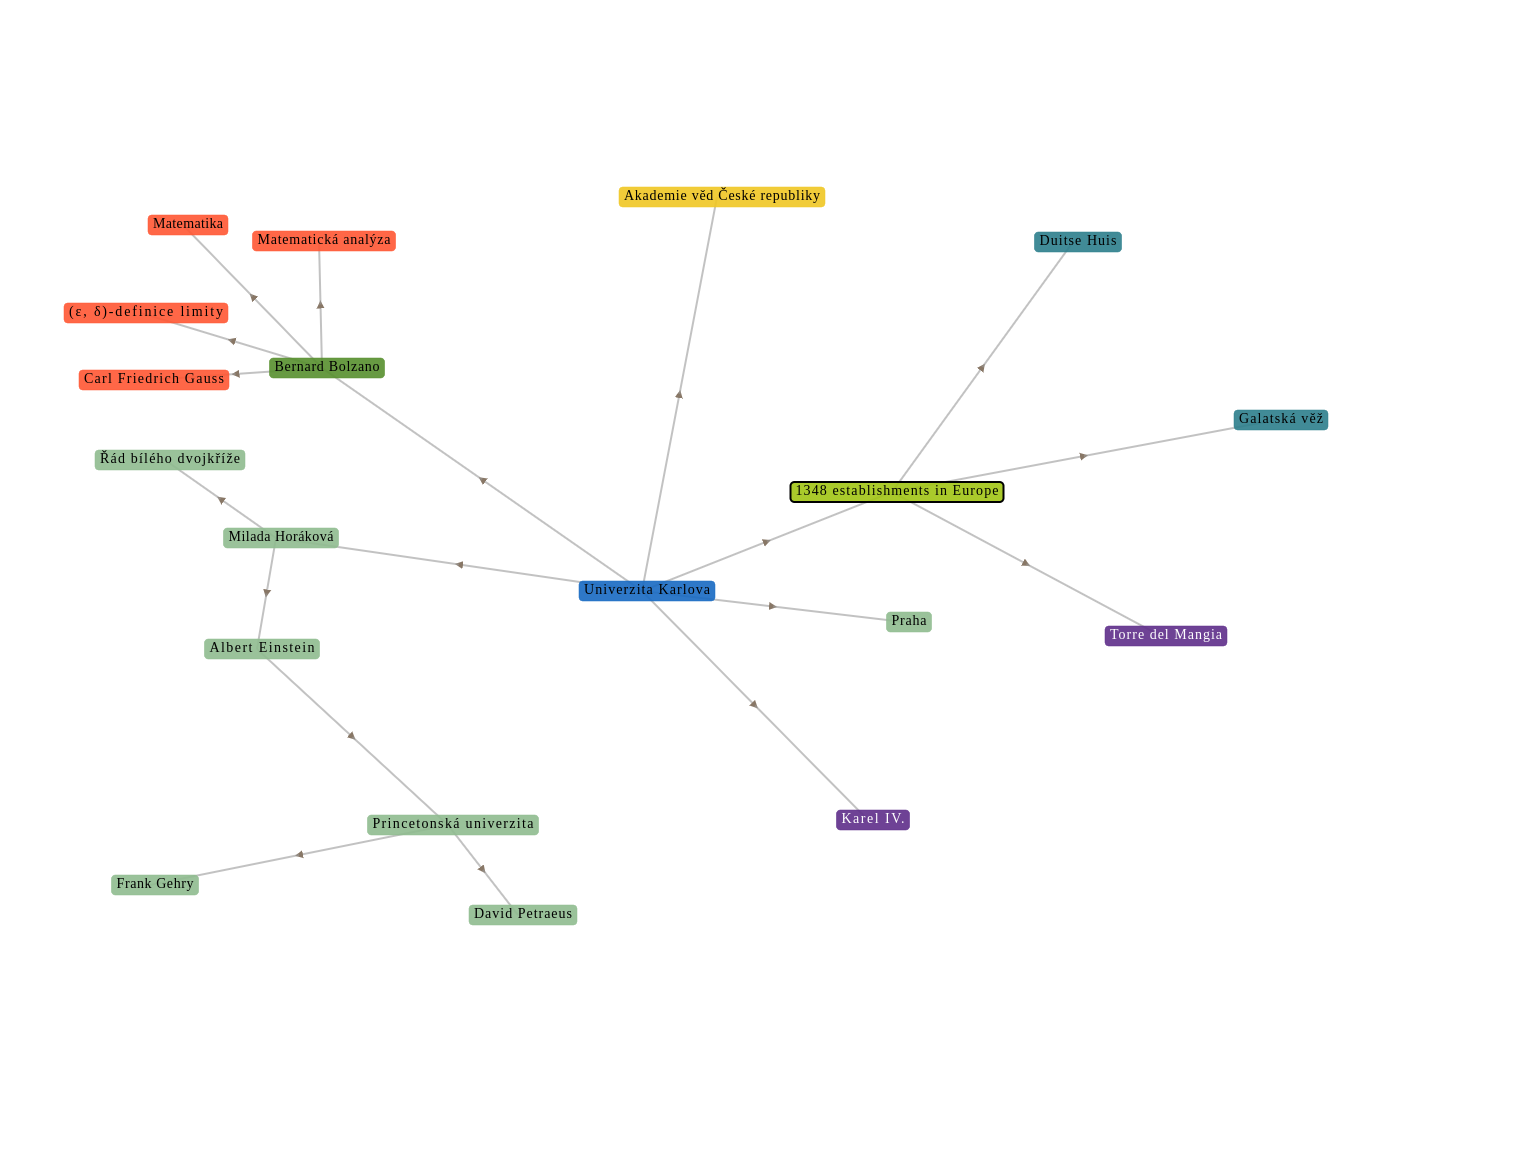 Akademie věd České republiky
Matematika
Matematická analýza
Duitse Huis
(ε, δ)-definice limity
Bernard Bolzano
Carl Friedrich Gauss
Galatská věž
Řád bílého dvojkříže
1348 establishments in Europe
Milada Horáková
Univerzita Karlova
Praha
Torre del Mangia
Albert Einstein
Karel IV.
Princetonská univerzita
Frank Gehry
David Petraeus